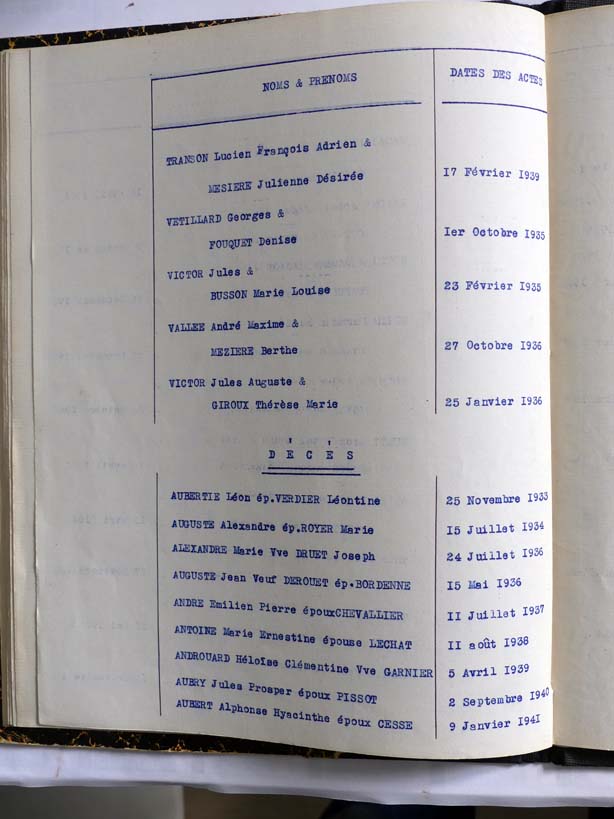 NOMS & PRENOMS DATES DES ACTES
TRANSON Lucien François Adrien &
MESIERE Julienne Désirée 17 Février 1939
VETILLARD Georges &
FOUQUET Denise 1er Octobre 1935
VICTOR Jules &
BUSSON Marie Louise 23 Février 1935
VALLEE André Maxime &
MEZIERE Berthe 27 Octobre 1936
VICTOR Jules Auguste &
GIROUX Thérèse Marie 25 Janvier 1936
DÉCÉS
AUBERTIE Léon ép.VERDIER Léontine 25 Novembre 1933
AUGUSTE Alexandre ép.ROYER Marie 15 Juillet 1934
ALEXANDRE Marie Vve DRUET Joseph 24 Juillet 1936
AUGUSTE Jean Veuf DEROUET ép.BORDENNE 15 Mai 1936
ANDRE Emilien Pierre épouxCHEVALLIER 11 Juillet 1937
ANTOINE Marie Ernestine épouse LECHAT 11 août 1938
ANDROUARD Héloïse Clémentine Vve GARNIER 5 Avril 1939
AUBRY Jules Prosper époux PISSOT 2 Septembre 1940
AUBERT Alphonse Hyacinthe époux CESSE 9 Janvier 1941